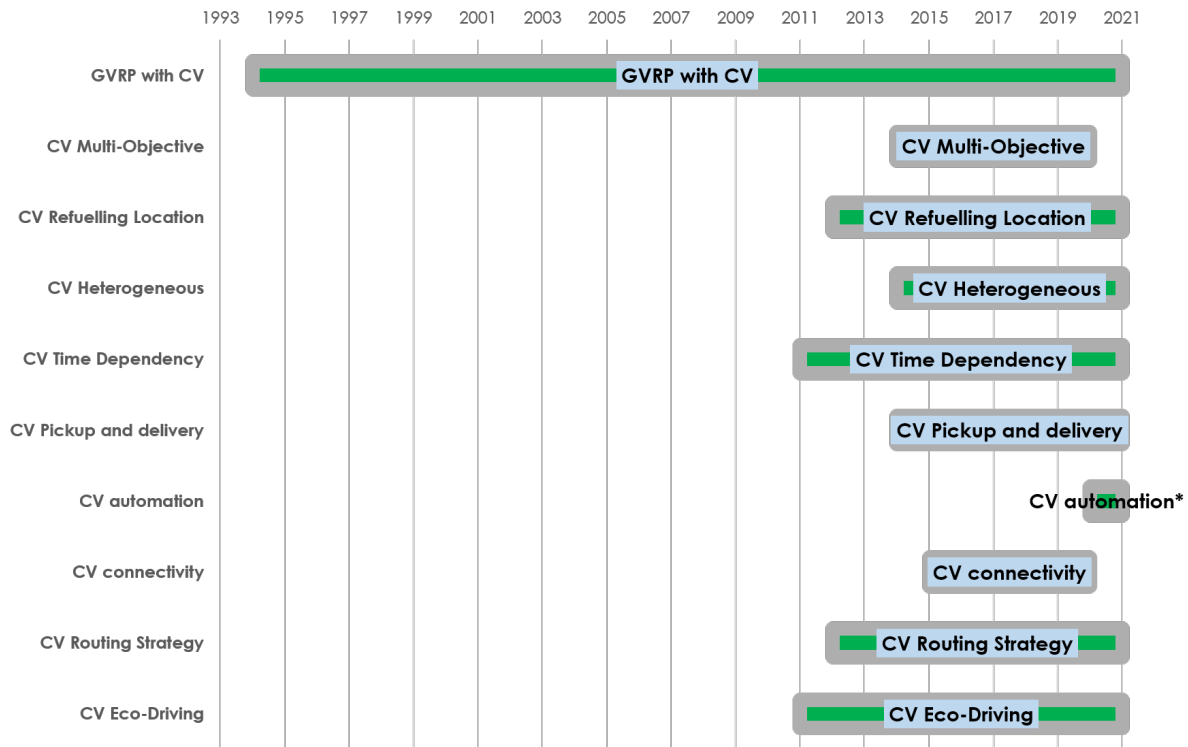 1993 1995 1997 1999 2001 2003 2005 2007 2009 2011 2013 2015 2017 2019 2021
GVRP with CV GVRP with CV
CV Multi-Objective CV Multi-Objective
CV Refuelling Location CV Refuelling Location
CV Heterogeneous CV Heterogeneous
CV Time Dependency CV Time Dependency
CV Pickup and delivery CV Pickup and delivery
CV automation CV automation*
CV connectivity CV connectivity
CV Routing Strategy CV Routing Strategy
CV Eco-Driving CV Eco-Driving